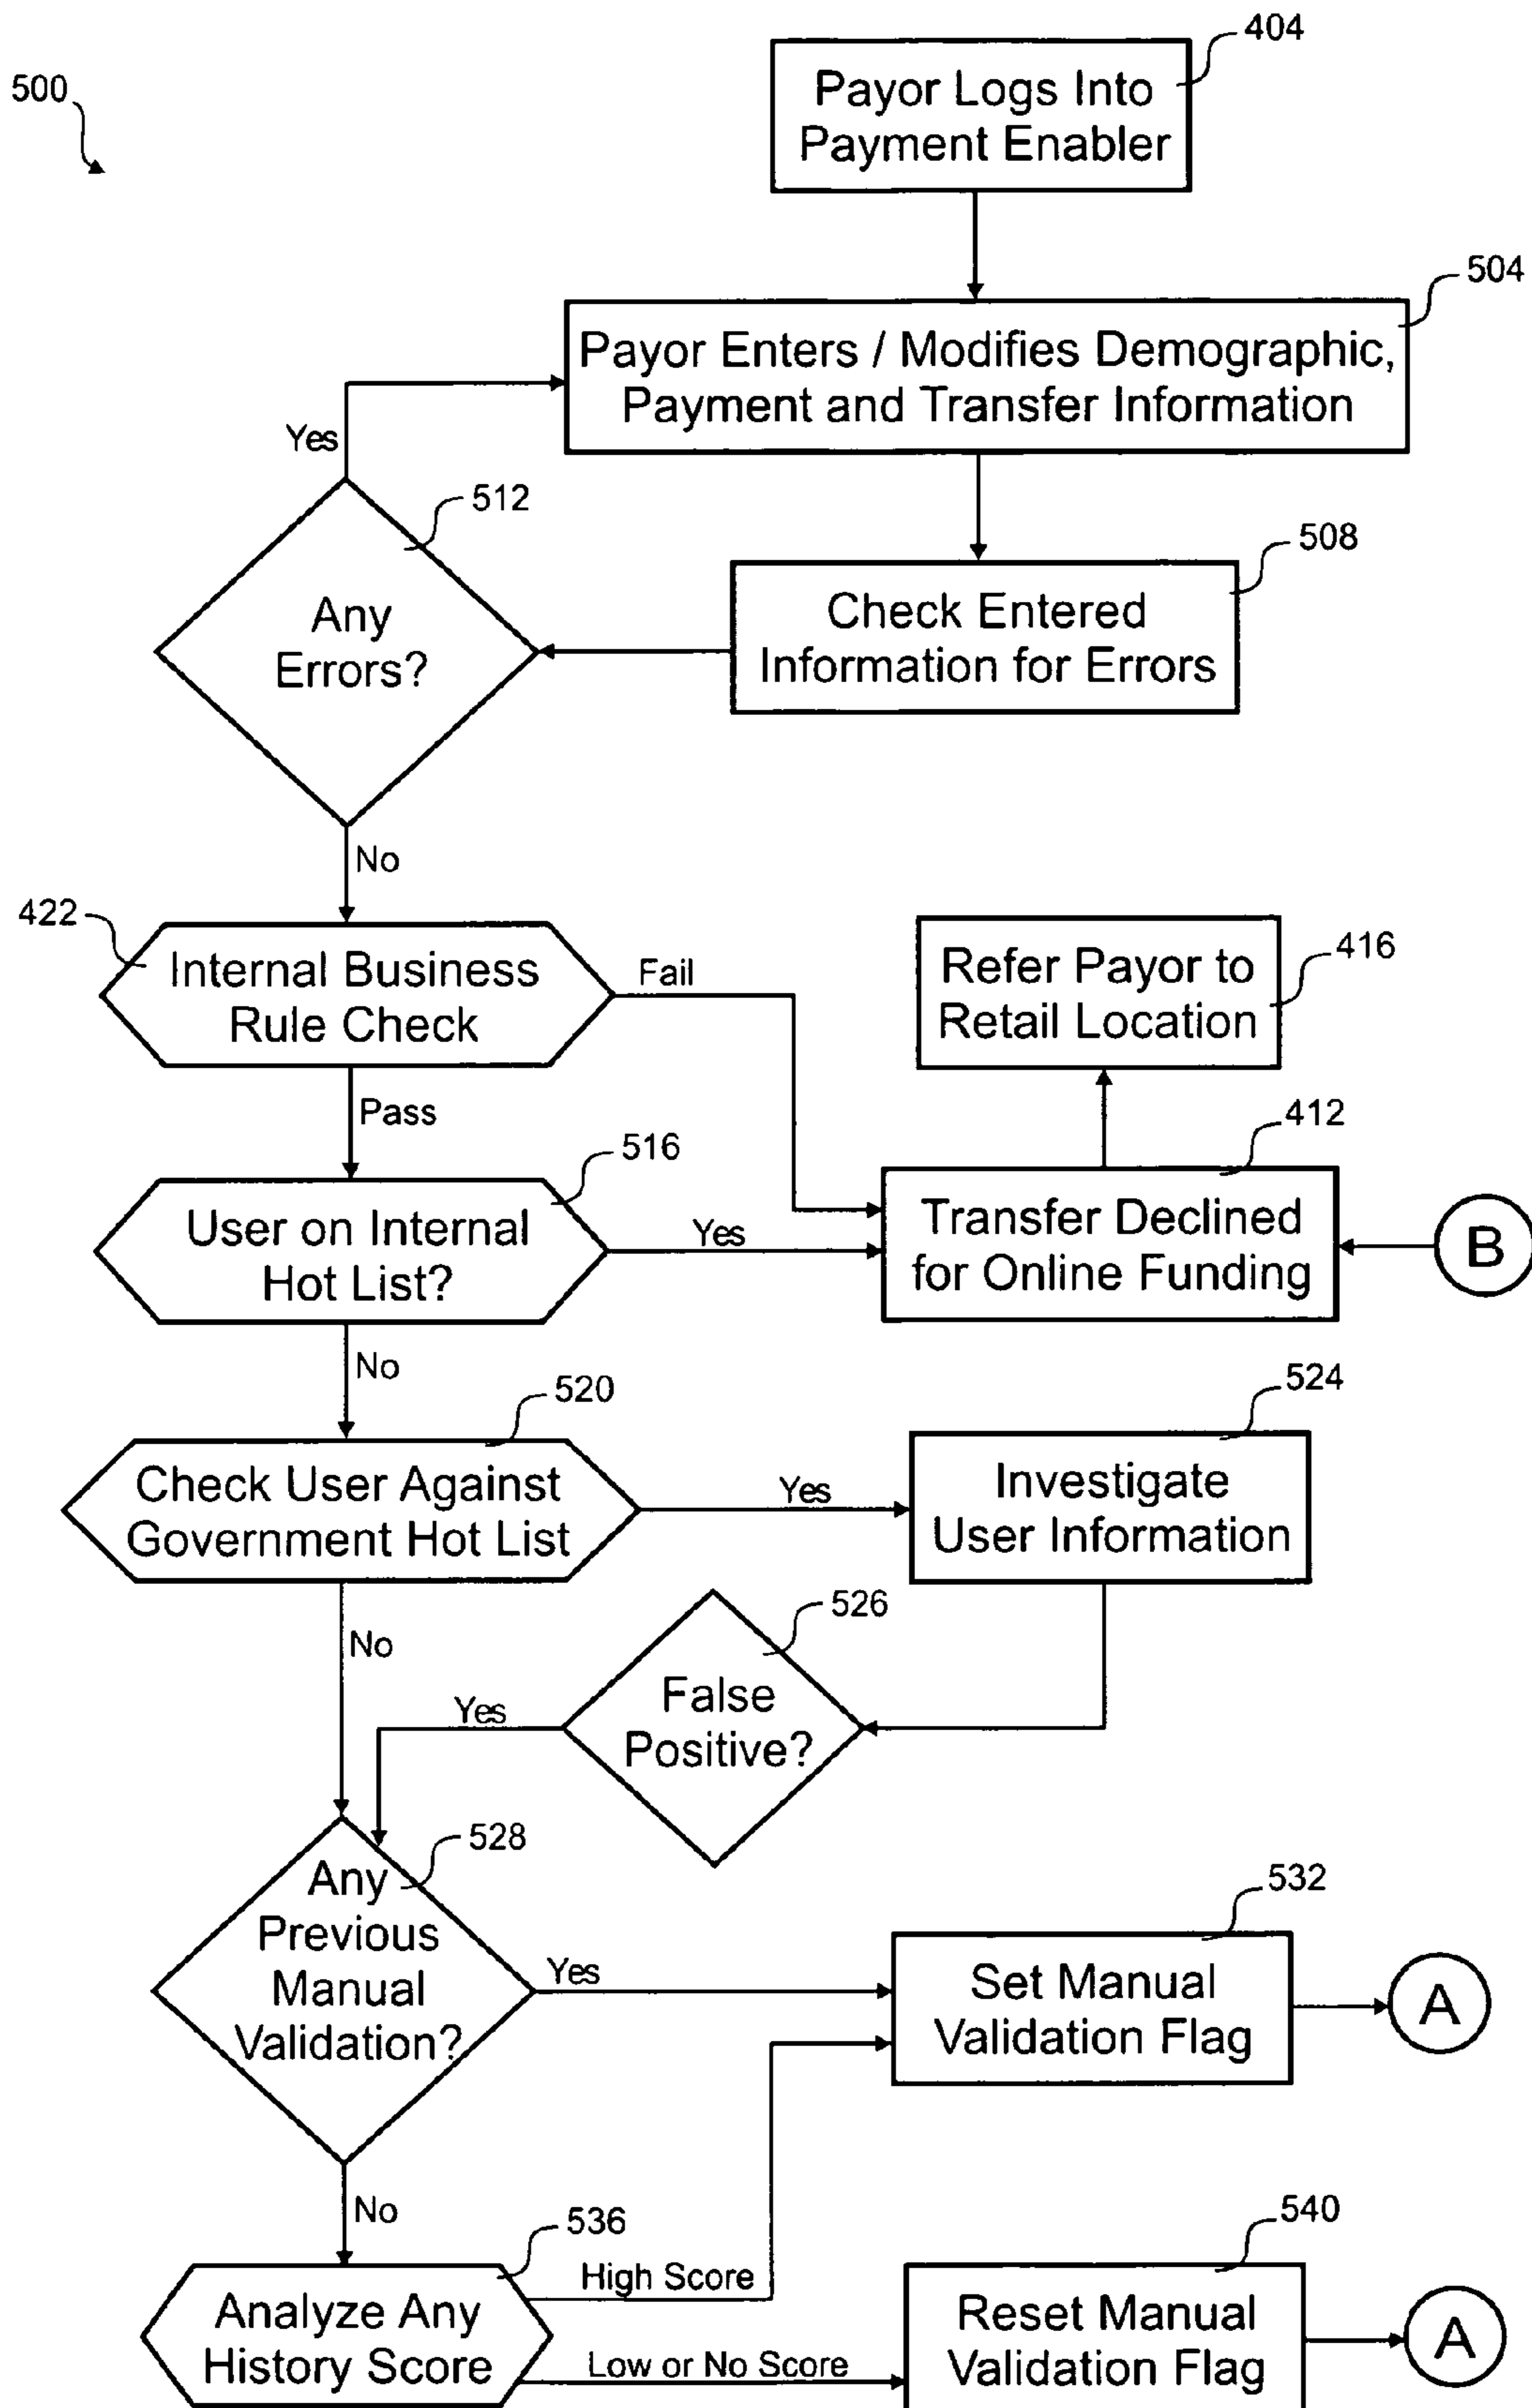 404
Payor Logs Into
Payment Enabler
500
504
Payor Enters / Modifies Demographic,
Payment and Transfer Information
Yes
512
Any
Errors?
508
Check Entered
Information for Errors
No
422
Internal Business
Rule Check
Fail
416
Refer Payor to
Retail Location
Pass
412
516
User on Internal
Hot List?
Yes
Transfer Declined
for Online Funding
B
No
520
Check User Against
Government Hot List
Yes
524
Investigate
User Information
No
526
False
Positive?
Yes
528
Any
Previous
Manual
Validation?
Yes
532
Set Manual
Validation Flag
A
No
536
Analyze Any
History Score
High Score
Low or No Score
540
Reset Manual
Validation Flag
A